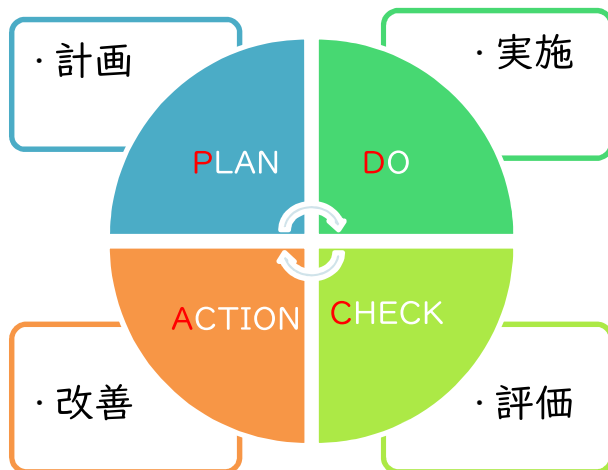 ・計画
・実施
PLAN
DO
ACTION
CHECK
・改善
・評価